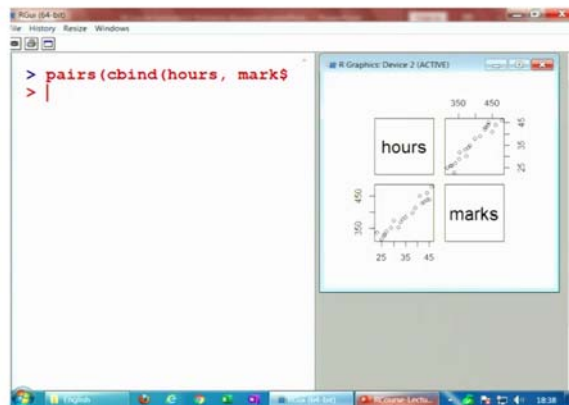 RGui (64-bit)
File History Resize Windows
> pairs(cbind(hours, mark$
>
R Graphics: Device 2 (ACTIVE)
350 450
hours
45
35
25
450
350
marks
25 35 45
English
RGui (64-bit)
RCourse-Lectu...
18:38